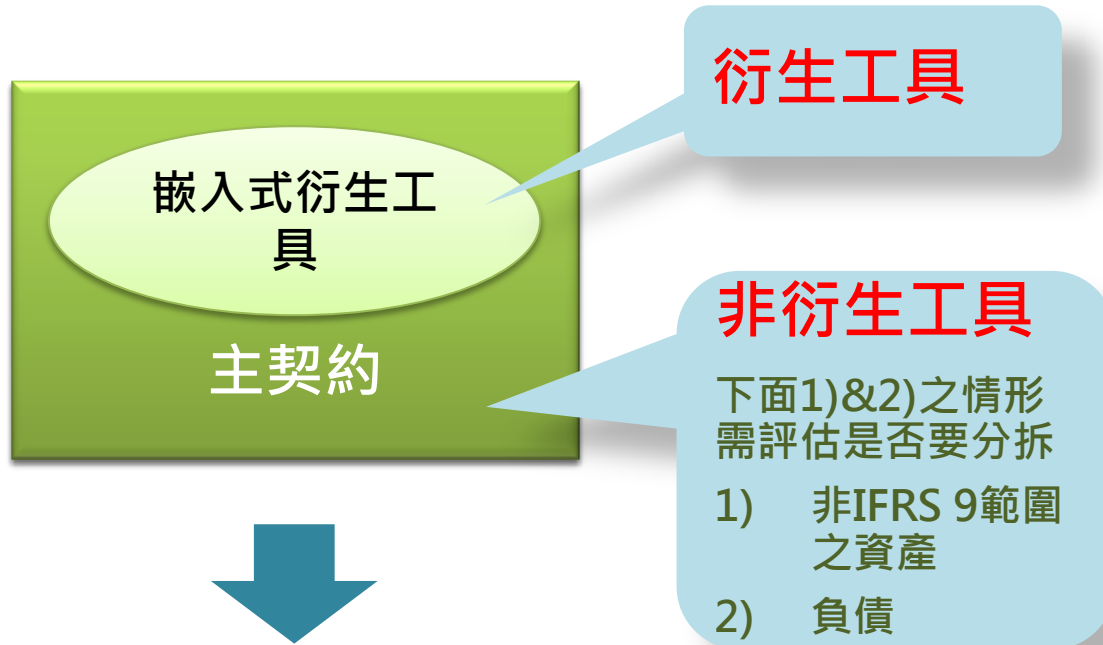 衍生工具
嵌入式衍生工
具
主契約
非衍生工具
下面1)&2)之情形
需評估是否要分拆
1) 非IFRS 9範圍
之資產
2) 負債